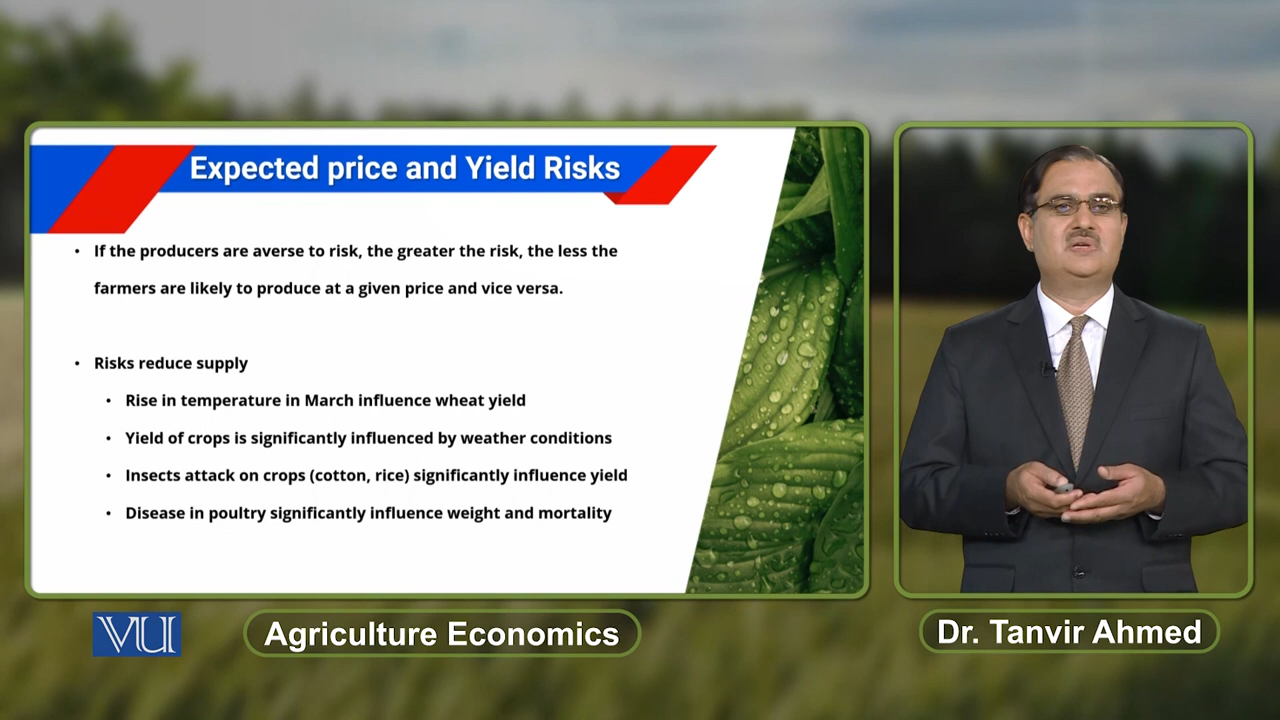 Expected price and Yield Risks
• If the producers are averse to risk, the greater the risk, the less the
farmers are likely to produce at a given price and vice versa.
• Risks reduce supply
• Rise in temperature in March influence wheat yield
• Yield of crops is significantly influenced by weather conditions
• Insects attack on crops (cotton, rice) significantly influence yield
• Disease in poultry significantly influence weight and mortality
VU
Agriculture Economics
Dr. Tanvir Ahmed